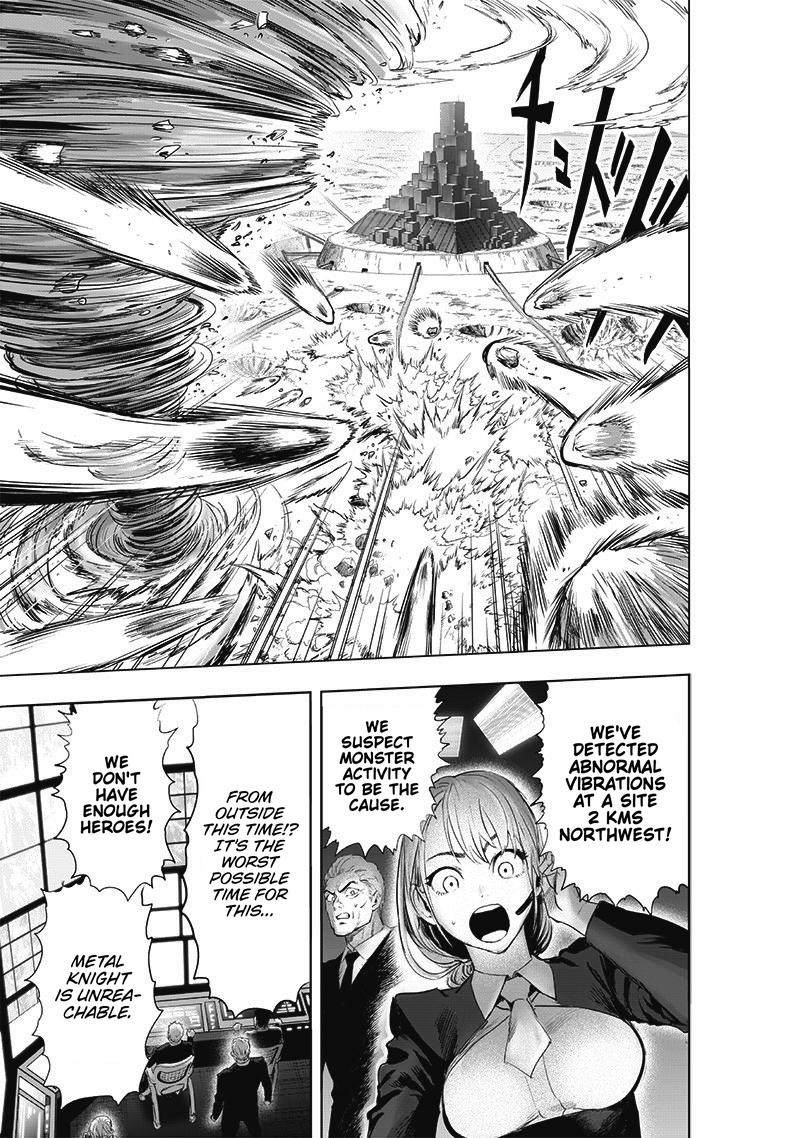 チュドドド
WE'VE
DETECTED
ABNORMAL
VIBRATIONS
AT A SITE
2 KMS
NORTHWEST!
WE
SUSPECT
MONSTER
ACTIVITY
TO BE THE
CAUSE.
FROM
OUTSIDE
THIS TIME!?
IT'S THE
WORST
POSSIBLE
TIME FOR
THIS...
WE
DON'T
HAVE
ENOUGH
HEROES!
METAL
KNIGHT
IS UNREA-
CHABLE.